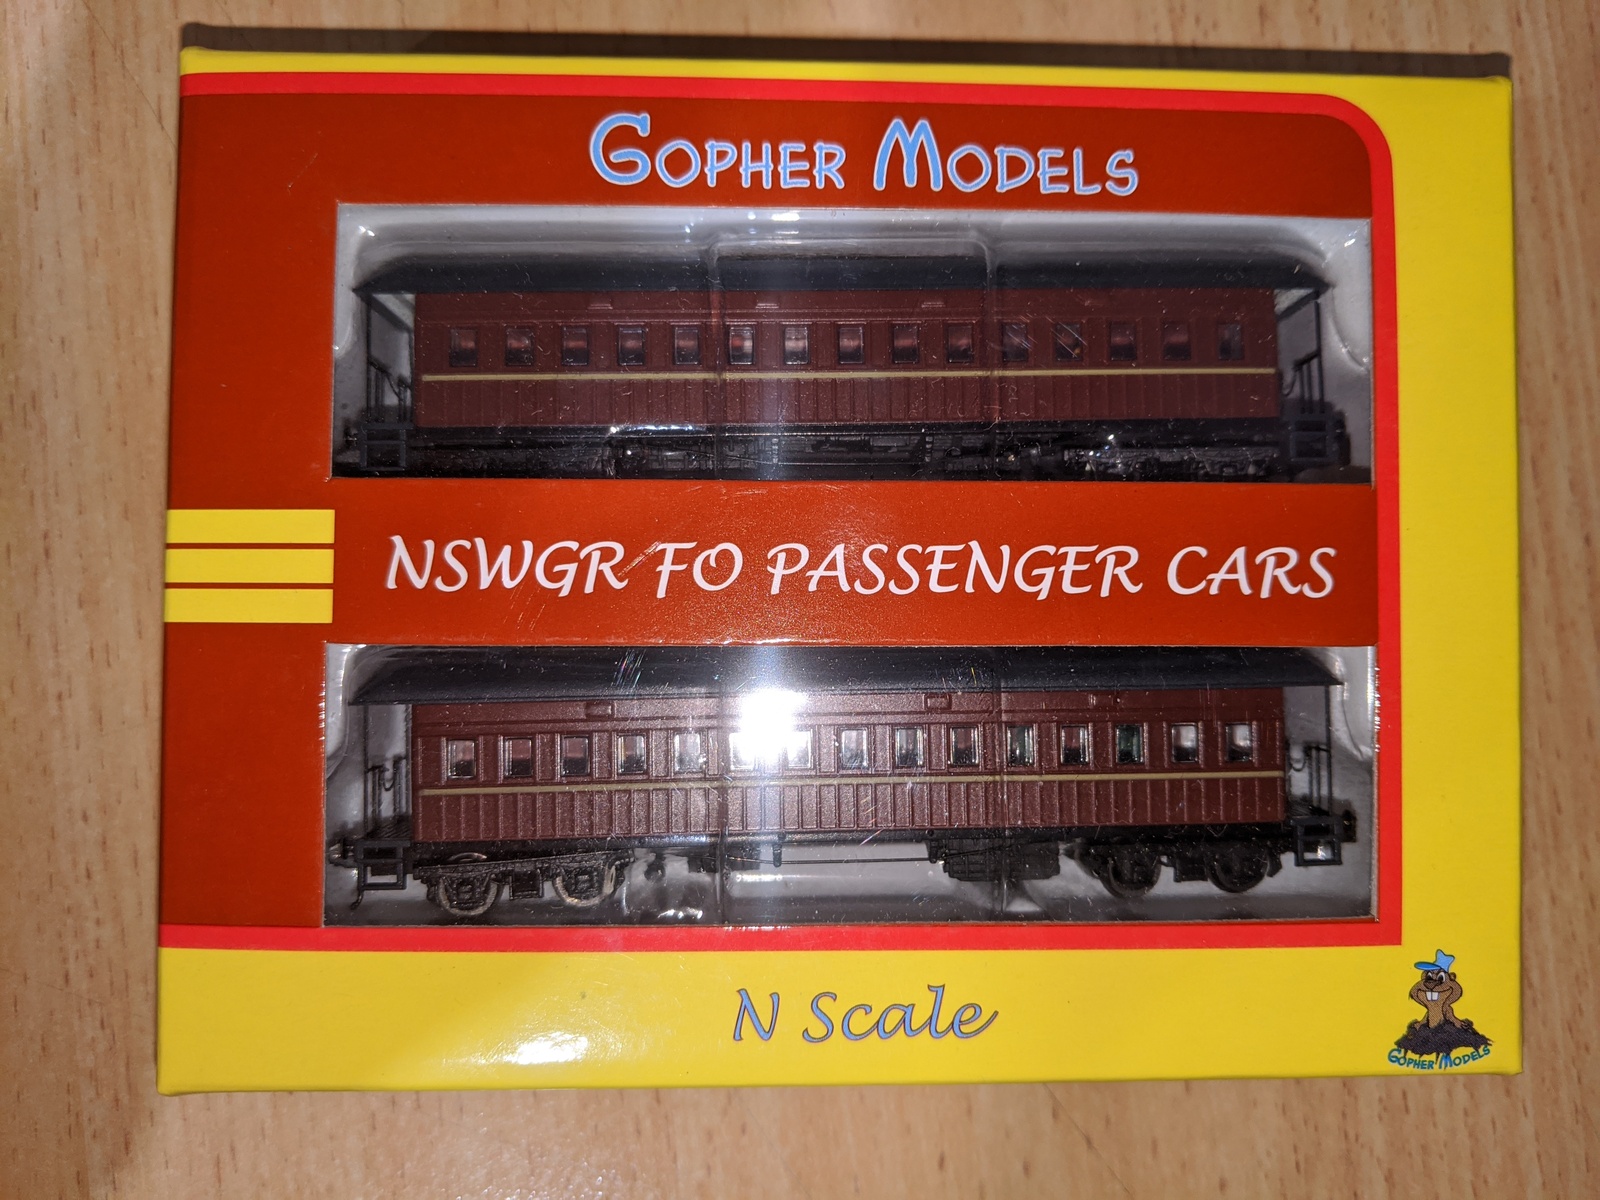 GOPHER MODELS
NSWGR FO PASSENGER CARS
N Scale
GOPHER MODELS